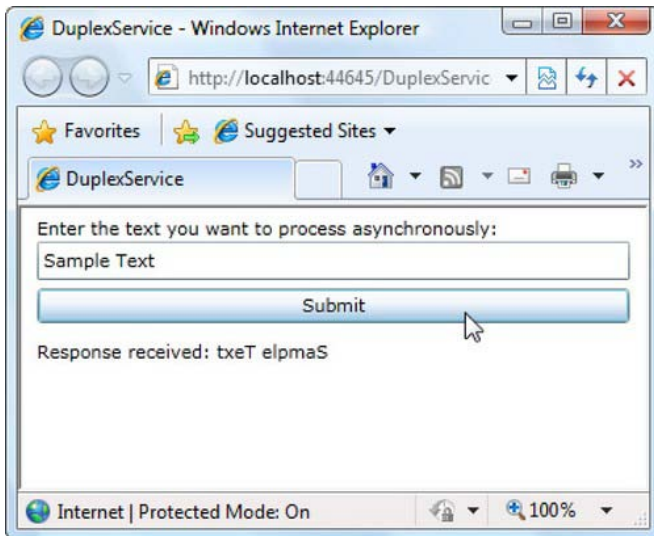 DuplexService - Windows Internet Explorer
http://localhost:44645/DuplexServic
Favorites Suggested Sites
DuplexService
Enter the text you want to process asynchronously:
Sample Text
Submit
Response received: txeT elpmaS
Internet | Protected Mode: On 100%